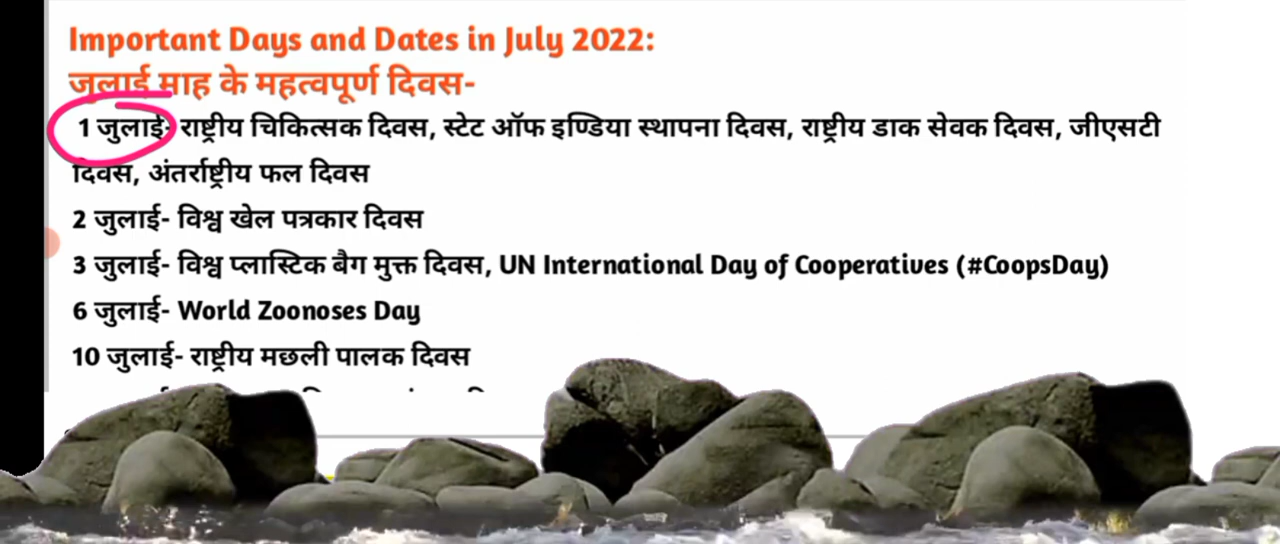 Important Days and Dates in July 2022:
जुलाई माह के महत्वपूर्ण दिवस-
1 जुलाई- राष्ट्रीय चिकित्सक दिवस, स्टेट ऑफ इण्डिया स्थापना दिवस, राष्ट्रीय डाक सेवक दिवस, जीएसटी
दिवस, अंतर्राष्ट्रीय फल दिवस
2 जुलाई- विश्व खेल पत्रकार दिवस
3 जुलाई- विश्व प्लास्टिक बैग मुक्त दिवस, UN International Day of Cooperatives (#CoopsDay)
6 जुलाई- World Zoonoses Day
10 जुलाई- राष्ट्रीय मछली पालक दिवस